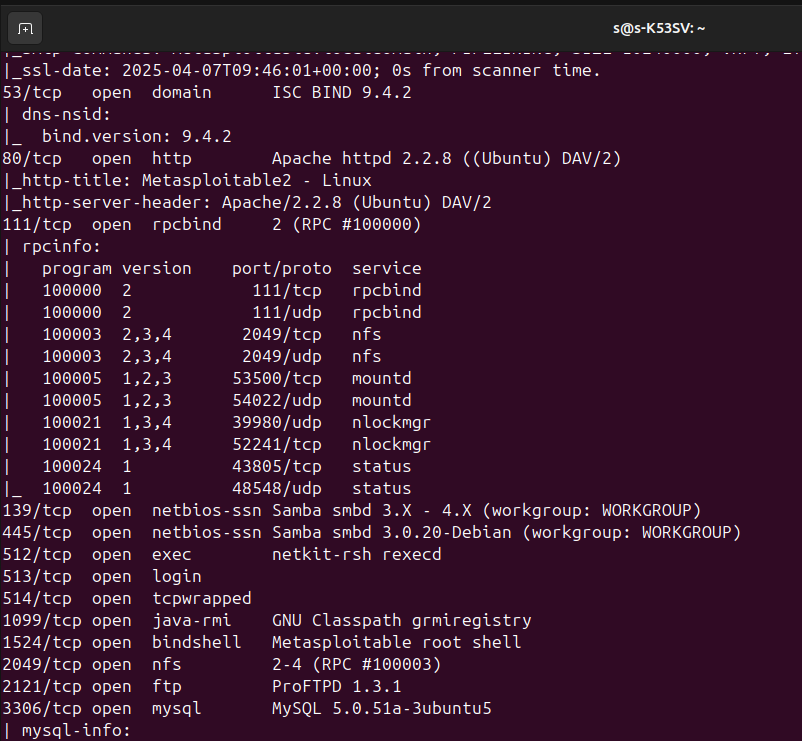 s@s-K53SV: ~
|_ssl-date: 2025-04-07T09:46:01+00:00; 0s from scanner time.
53/tcp   open  domain      ISC BIND 9.4.2
| dns-nsid:
|_  bind.version: 9.4.2
80/tcp   open  http        Apache httpd 2.2.8 ((Ubuntu) DAV/2)
|_http-title: Metasploitable2 - Linux
|_http-server-header: Apache/2.2.8 (Ubuntu) DAV/2
111/tcp  open  rpcbind     2 (RPC #100000)
| rpcinfo:
|   program version    port/proto  service
|   100000  2            111/tcp   rpcbind
|   100000  2            111/udp   rpcbind
|   100003  2,3,4       2049/tcp   nfs
|   100003  2,3,4       2049/udp   nfs
|   100005  1,2,3      53500/tcp   mountd
|   100005  1,2,3      54022/udp   mountd
|   100021  1,3,4      39980/udp   nlockmgr
|   100021  1,3,4      52241/tcp   nlockmgr
|   100024  1          43805/tcp   status
|_  100024  1          48548/udp   status
139/tcp  open  netbios-ssn Samba smbd 3.X - 4.X (workgroup: WORKGROUP)
445/tcp  open  netbios-ssn Samba smbd 3.0.20-Debian (workgroup: WORKGROUP)
512/tcp  open  exec        netkit-rsh rexecd
513/tcp  open  login
514/tcp  open  tcpwrapped
1099/tcp open  java-rmi    GNU Classpath grmiregistry
1524/tcp open  bindshell   Metasploitable root shell
2049/tcp open  nfs         2-4 (RPC #100003)
2121/tcp open  ftp         ProFTPD 1.3.1
3306/tcp open  mysql       MySQL 5.0.51a-3ubuntu5
| mysql-info: